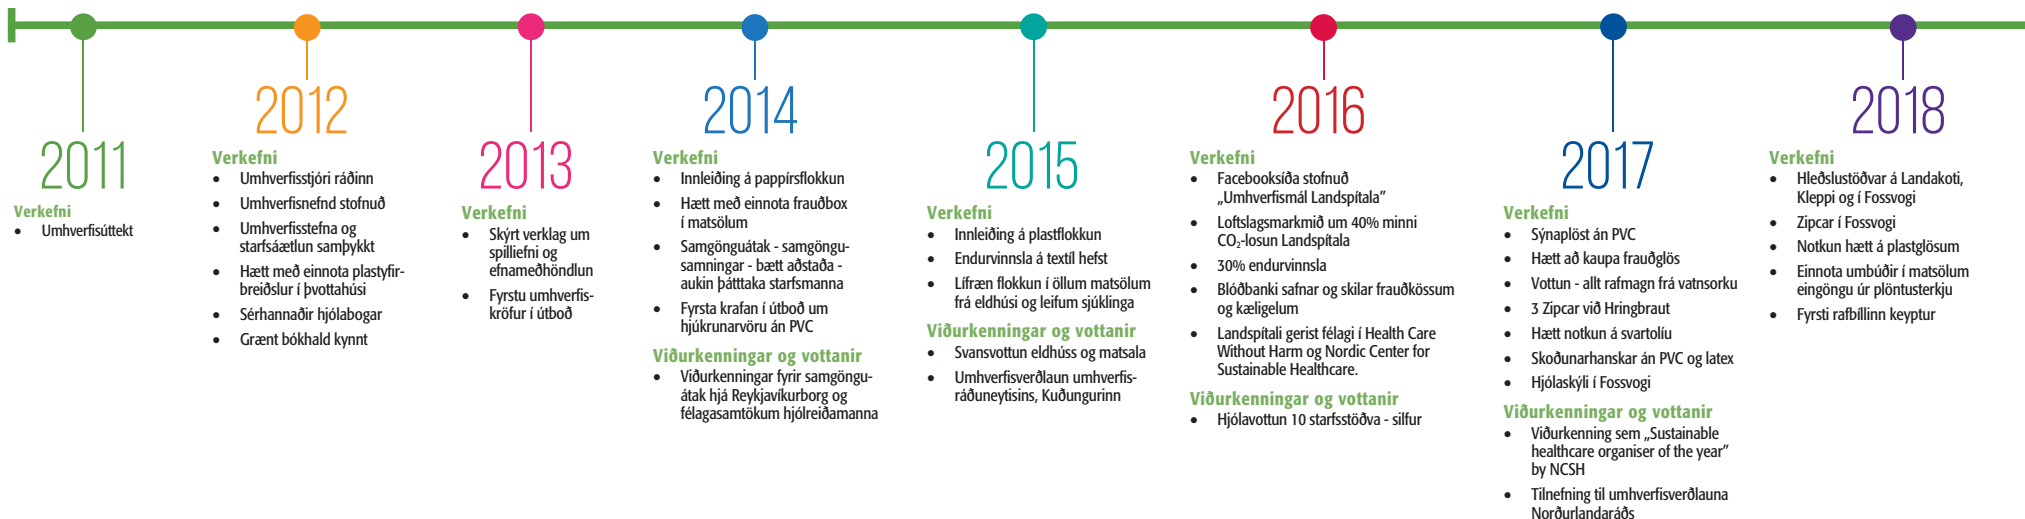 2011
Verkefni
• Umhverfisúttekt
2012
Verkefni
• Umhverfisstjóri ráðinn
• Umhverfisnefnd stofnuð
• Umhverfisstefna og
starfsáætlun samþykkt
• Hætt með einnota plastyfir-
breiðslur í þvottahúsi
• Sérhannaðir hjólabogar
• Grænt bókhald kynnt
2013
Verkefni
• Skýrt verklag um
spilliefni og
efnameðhöndlun
• Fyrstu umhverfis-
kröfur í útboð
2014
Verkefni
• Innleiðing á pappírsflokkun
• Hætt með einnota frauðbox
í matsölum
• Samgönguátak - samgöngu-
samningar - bætt aðstaða -
aukin þátttaka starfsmanna
• Fyrsta krafan í útboð um
hjúkrunarvöru án PVC
Viðurkenningar og vottanir
• Viðurkenningar fyrir samgöngu-
átak hjá Reykjavíkurborg og
félagasamtökum hjólreiðamanna
2015
Verkefni
• Innleiðing á plastflokkun
• Endurvinnsla á textíl hefst
• Lífræn flokkun í öllum matsölum
frá eldhúsi og leifum sjúklinga
Viðurkenningar og vottanir
• Svansvottun eldhúss og matsala
• Umhverfisverðlaun umhverfis-
ráðuneytisins, Kuðungurinn
2016
Verkefni
• Facebooksíða stofnuð
„Umhverfismál Landspítala”
• Loftslagsmarkmið um 40% minni
CO₂-losun Landspítala
• 30% endurvinnsla
• Blóðbanki safnar og skilar frauðkössum
og kæligelum
• Landspítali gerist félagi í Health Care
Without Harm og Nordic Center for
Sustainable Healthcare.
Viðurkenningar og vottanir
• Hjólavottun 10 starfsstöðva - silfur
2017
Verkefni
• Sýnaplöst án PVC
• Hætt að kaupa frauðglös
• Vottun - allt rafmagn frá vatnsorku
• 3 Zipcar við Hringbraut
• Hætt notkun á svartolíu
• Skoðunarhanskar án PVC og latex
• Hjólaskýli í Fossvogi
Viðurkenningar og vottanir
• Viðurkenning sem „Sustainable
healthcare organiser of the year”
by NCSH
• Tilnefning til umhverfisverðlauna
Norðurlandaráðs
2018
Verkefni
• Hleðslustöðvar á Landakoti,
Kleppi og í Fossvogi
• Zipcar í Fossvogi
• Notkun hætt á plastglösum
• Einnota umbúðir í matsölum
eingöngu úr plöntusterkju
• Fyrsti rafbíllinn keyptur